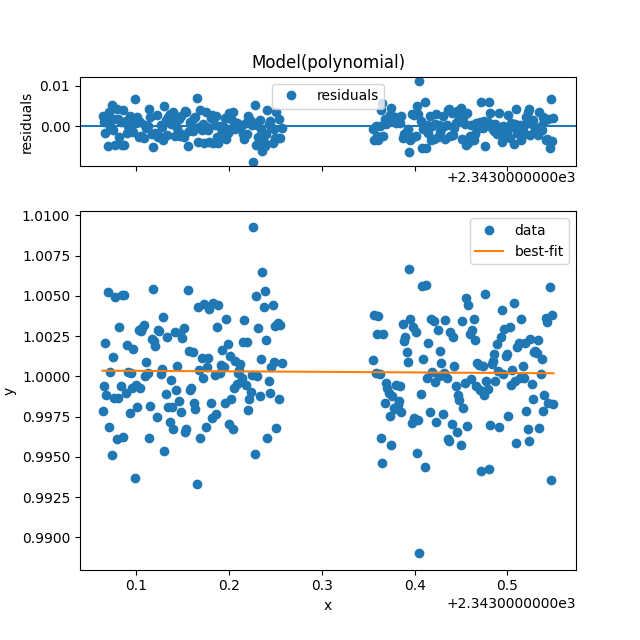 Model(polynomial)
0.01
0.00
residuals
residuals
+2.3430000000e3
1.0100
1.0075
1.0050
1.0025
1.0000
0.9975
0.9950
0.9925
0.9900
y
data
best-fit
0.1 0.2 0.3 0.4 0.5
x
+2.3430000000e3